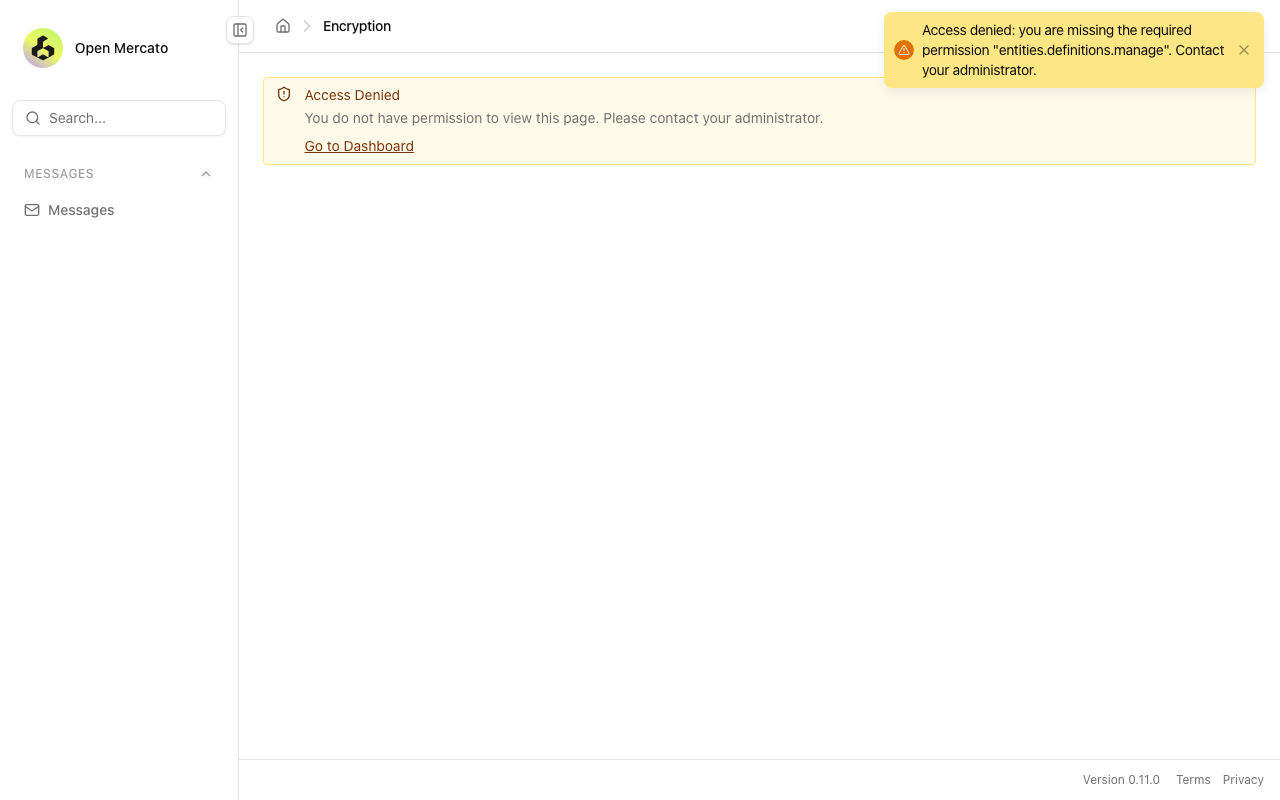 Open Mercato
Search...
MESSAGES
Messages
Encryption
Access denied: you are missing the required
permission "entities.definitions.manage". Contact
your administrator.
Access Denied
You do not have permission to view this page. Please contact your administrator.
Go to Dashboard
Version 0.11.0 Terms Privacy